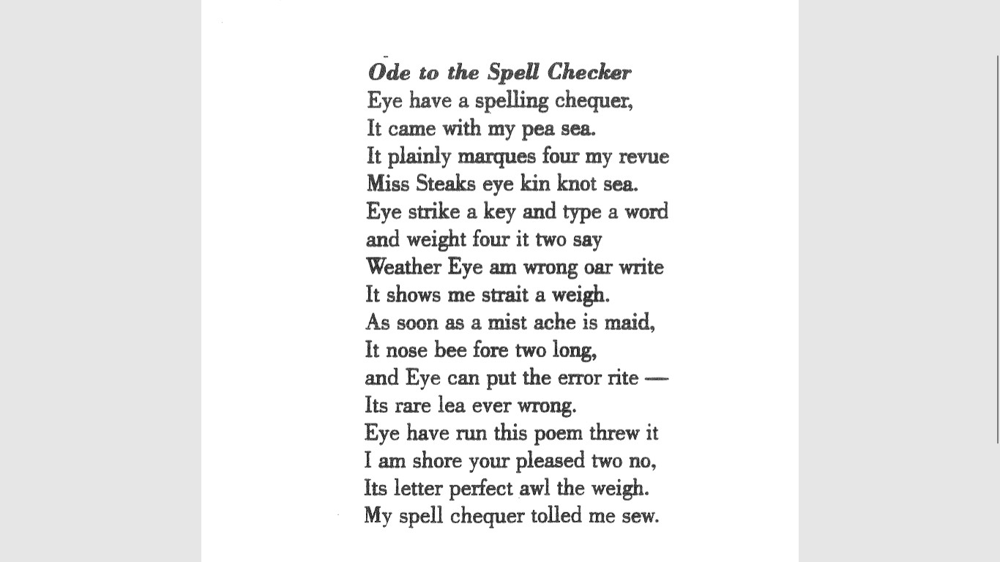 Ode to the Spell Checker
Eye have a spelling chequer,
It came with my pea sea.
It plainly marques four my revue
Miss Steaks eye kin knot sea.
Eye strike a key and type a word
and weight four it two say
Weather Eye am wrong oar write
It shows me strait a weigh.
As soon as a mist ache is maid,
It nose bee fore two long,
and Eye can put the error rite —
Its rare lea ever wrong.
Eye have run this poem threw it
I am shore your pleased two no,
Its letter perfect awl the weigh.
My spell chequer tolled me sew.